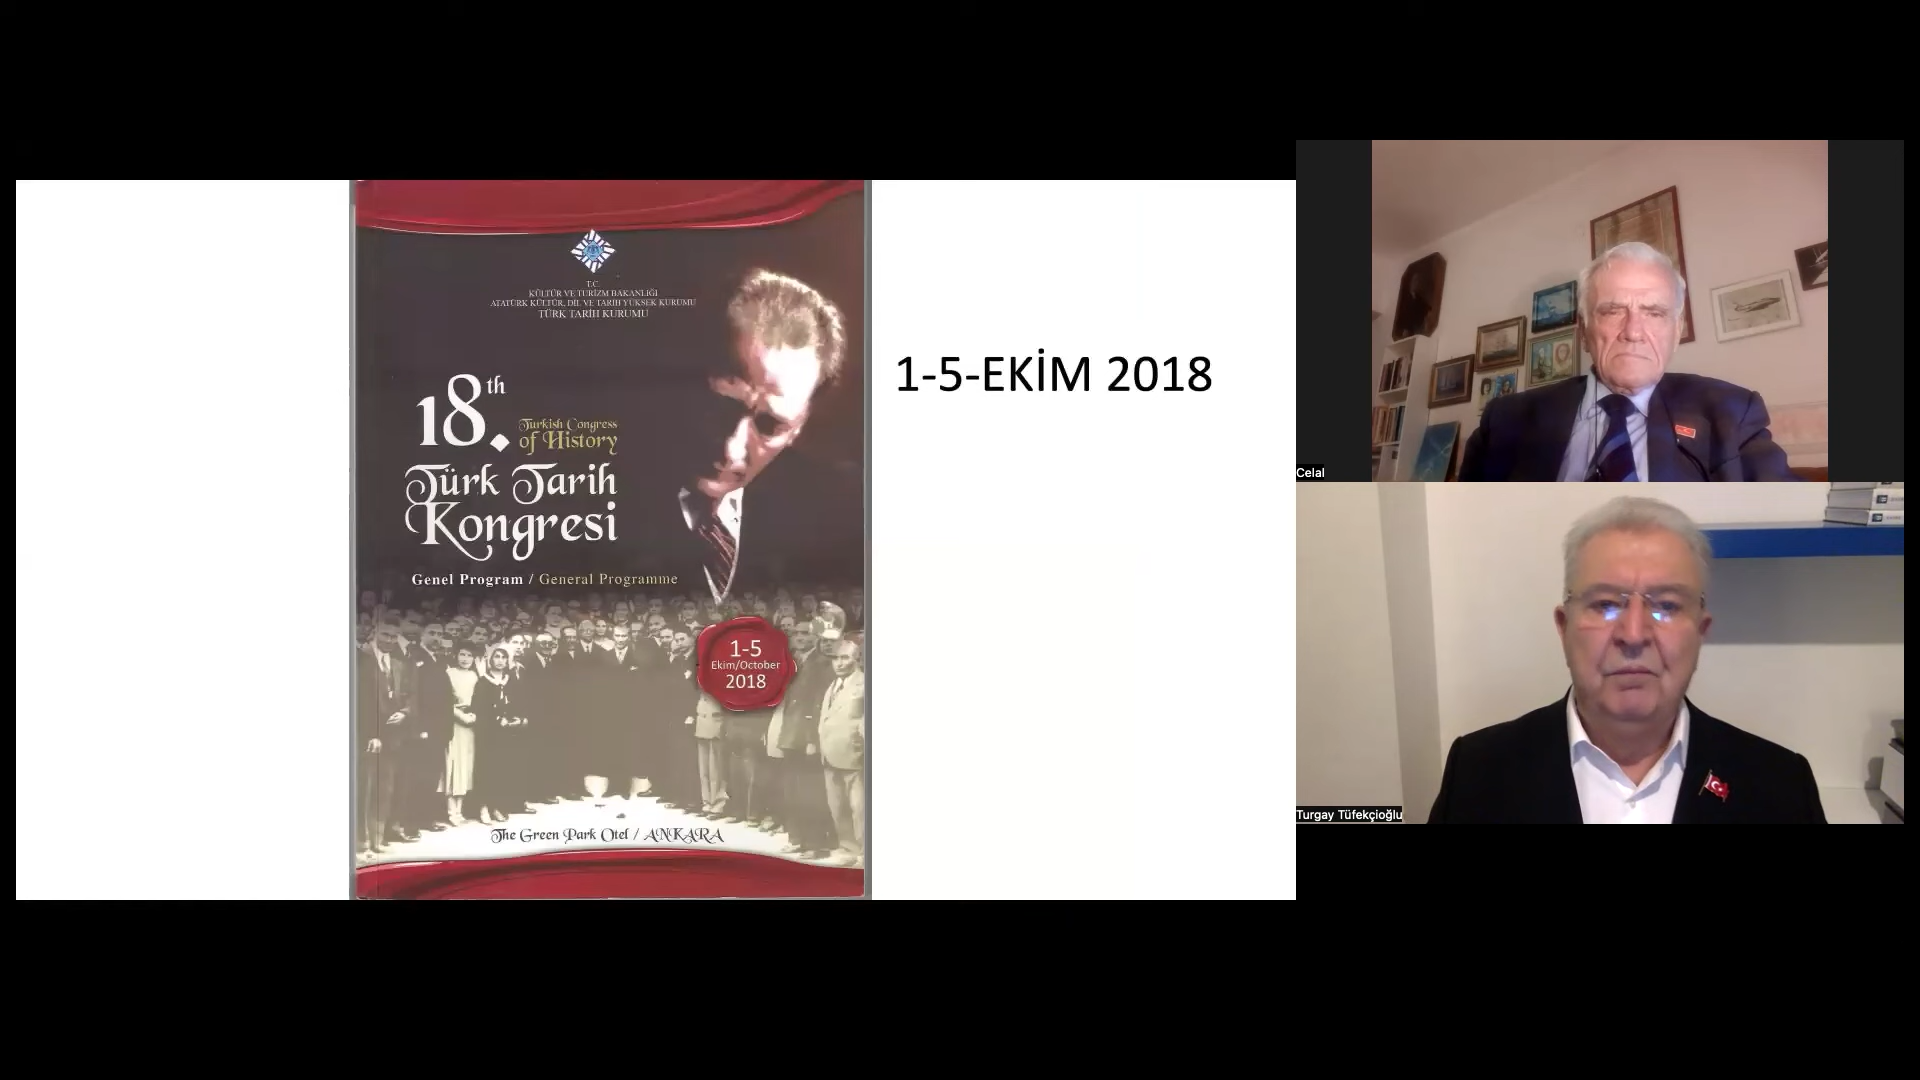 T.C.
KÜLTÜR VE TURİZM BAKANLIĞI
ATATÜRK KÜLTÜR, DİL VE TARİH YÜKSEK KURUMU
TÜRK TARİH KURUMU
18.th
Turkish Congress
of History
Türk Tarih
Kongresi
Genel Program / General Programme
1-5
Ekim/October
2018
The Green Park Otel / ANKARA
1-5-EKİM 2018
Celal
Turgay Tüfekçioğlu